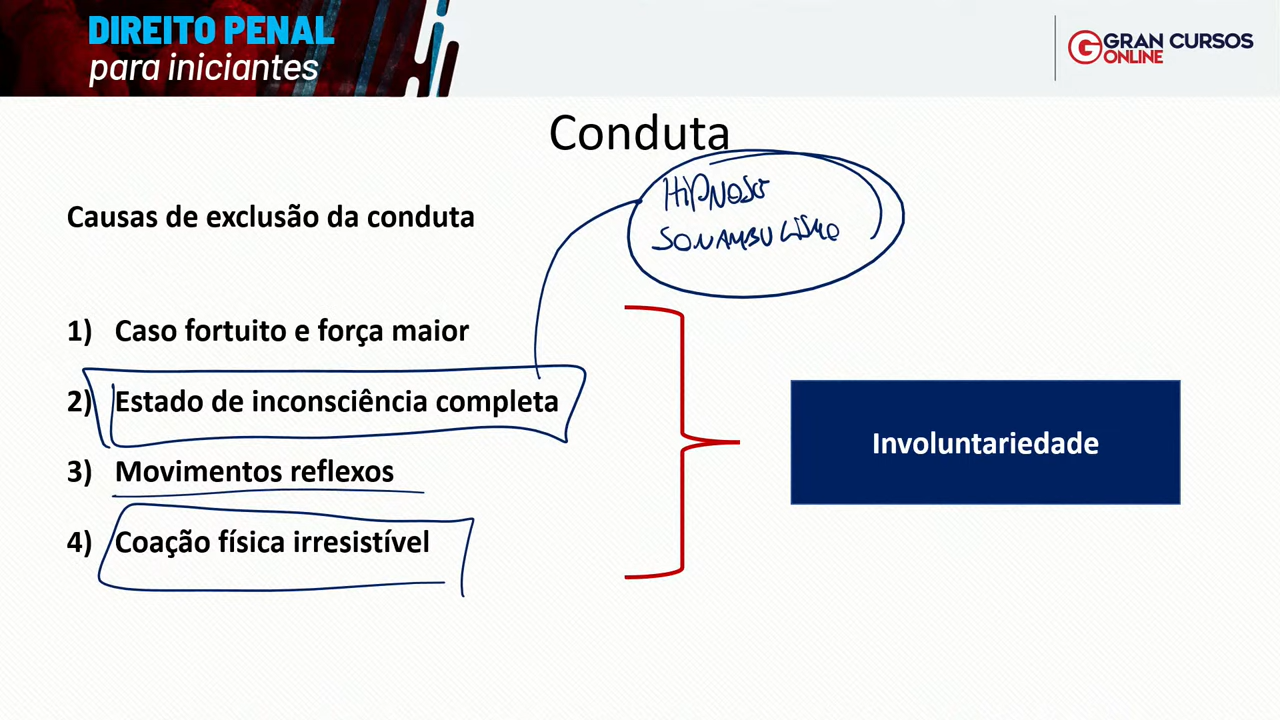 DIREITO PENAL
para iniciantes
GRAN CURSOS
ONLINE
Conduta
HIPNOSE
SONAMBULISMO
Causas de exclusão da conduta
1) Caso fortuito e força maior
2) Estado de inconsciência completa
3) Movimentos reflexos
4) Coação física irresistível
Involuntariedade